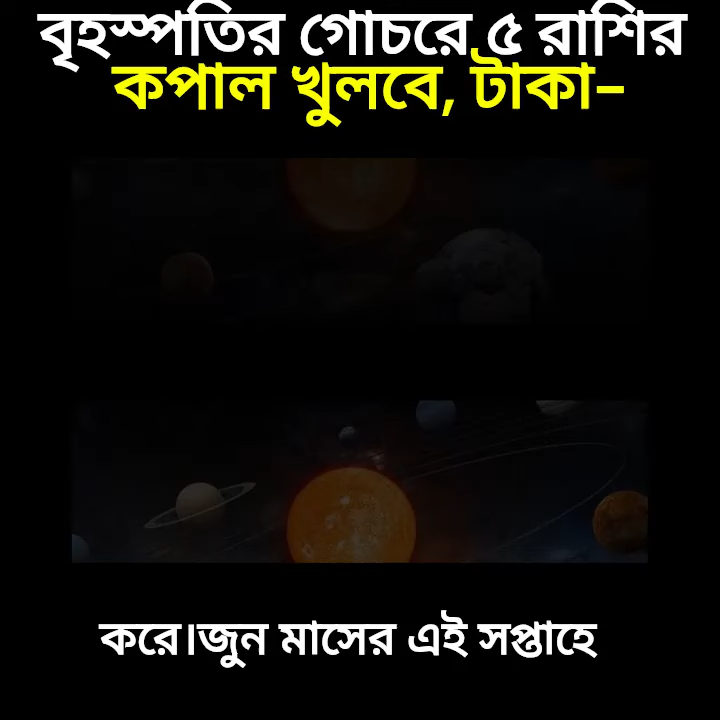 বৃহস্পতির গোচরে ৫ রাশির
কপাল খুলবে, টাকা–
করে।জুন মাসের এই সপ্তাহে